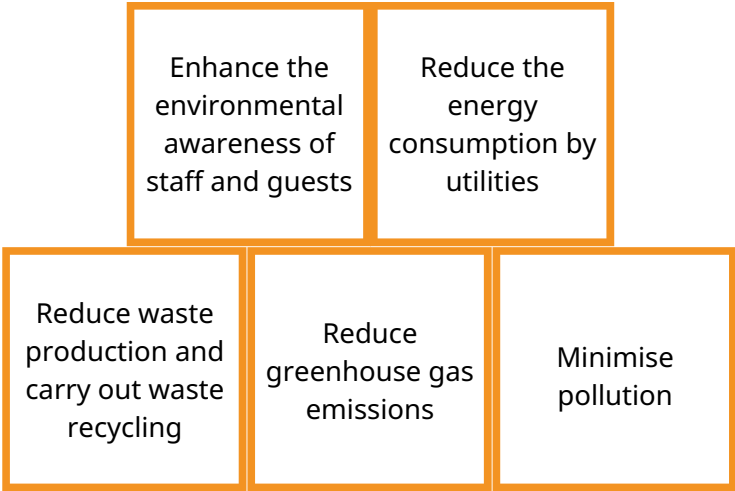 Enhance the
environmental
awareness of
staff and guests
Reduce the
energy
consumption by
utilities
Reduce waste
production and
carry out waste
recycling
Reduce
greenhouse gas
emissions
Minimise
pollution